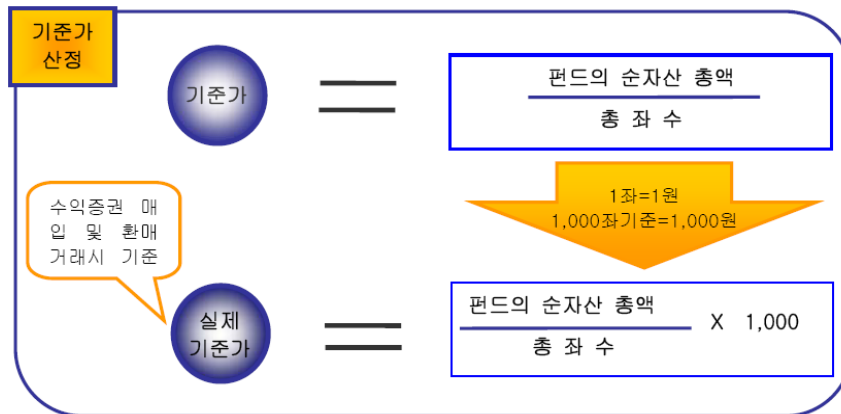 기준가
산정
기준가
펀드의 순자산 총액
총 좌 수
1좌=1원
1,000좌기준=1,000원
수익증권 매
입 및 환매
거래시 기준
실제
기준가
펀드의 순자산 총액
총 좌 수
X 1,000